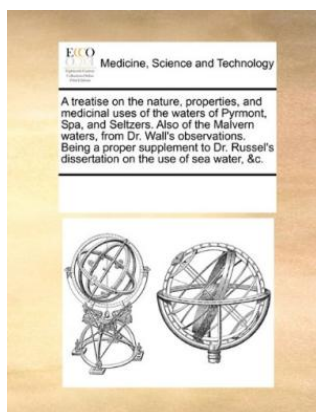 ECCO
Medicine, Science and Technology
A treatise on the nature, properties, and
medicinal uses of the waters of Pyrmont,
Spa, and Seltzers. Also of the Malvern
waters, from Dr. Wall's observations.
Being a proper supplement to Dr. Russel's
dissertation on the use of sea water, &c.